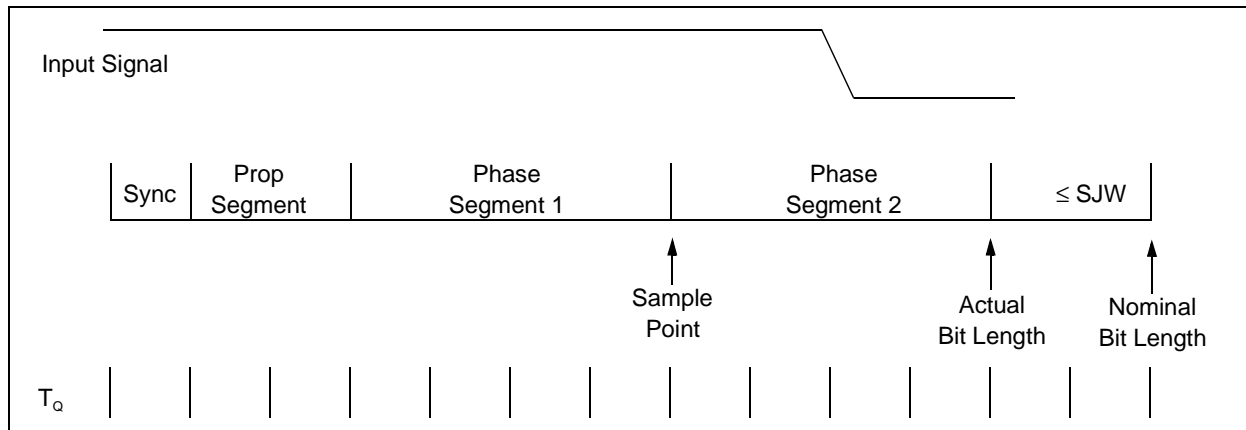 Input Signal
Sync
Prop
Segment
Phase
Segment 1
Phase
Segment 2
≤ SJW
Sample
Point
Actual
Bit Length
Nominal
Bit Length
TQ